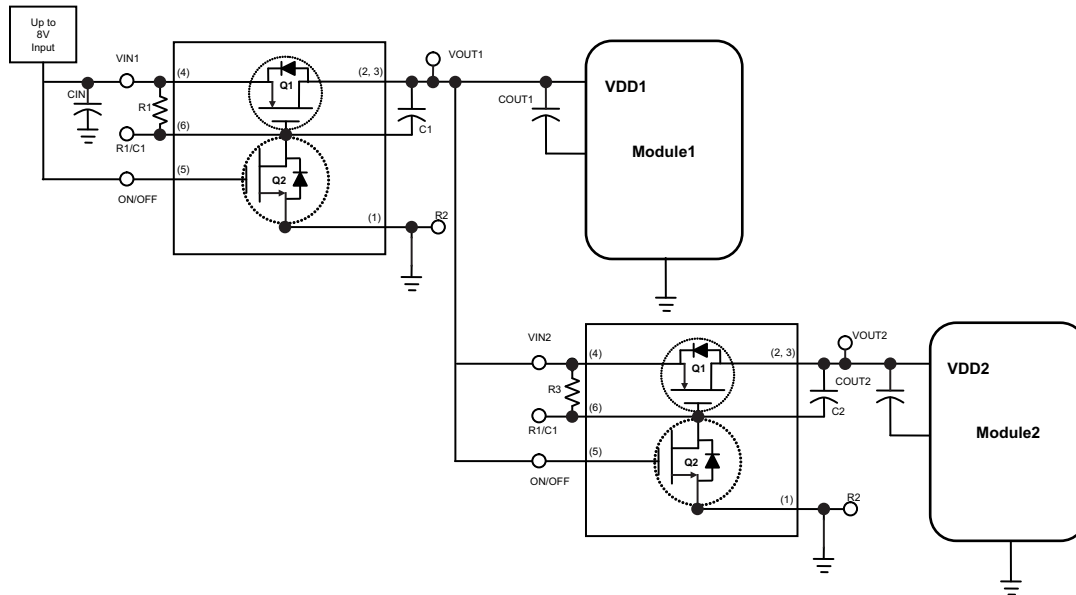 Up to
8V
Input
VIN1
VOUT1
(4)
(2, 3)
Q1
CIN
R1
COUT1
VDD1
C1
(6)
R1/C1
Module1
(5)
Q2
ON/OFF
(1)
R2
VIN2
VOUT2
(4)
(2, 3)
Q1
COUT2
VDD2
R3
C2
(6)
R1/C1
Module2
(5)
Q2
ON/OFF
(1)
R2